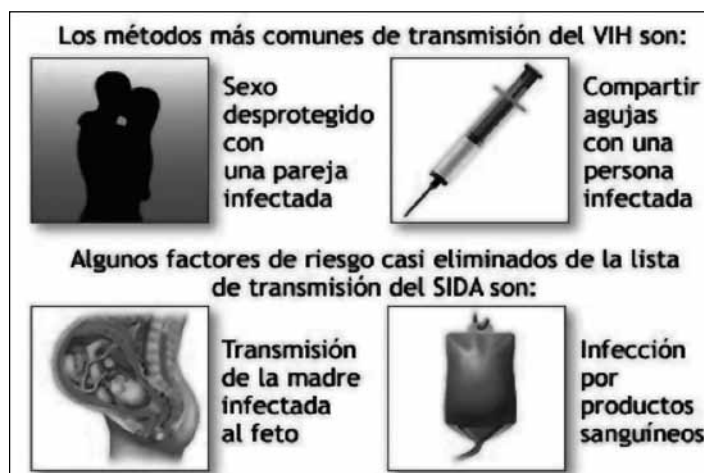 Los métodos más comunes de transmisión del VIH son:
Sexo
desprotegido
con
una pareja
infectada
Compartir
agujas
con una
persona
infectada
Algunos factores de riesgo casi eliminados de la lista
de transmisión del SIDA son:
Transmisión
de la madre
infectada
al feto
Infección
por
productos
sanguíneos